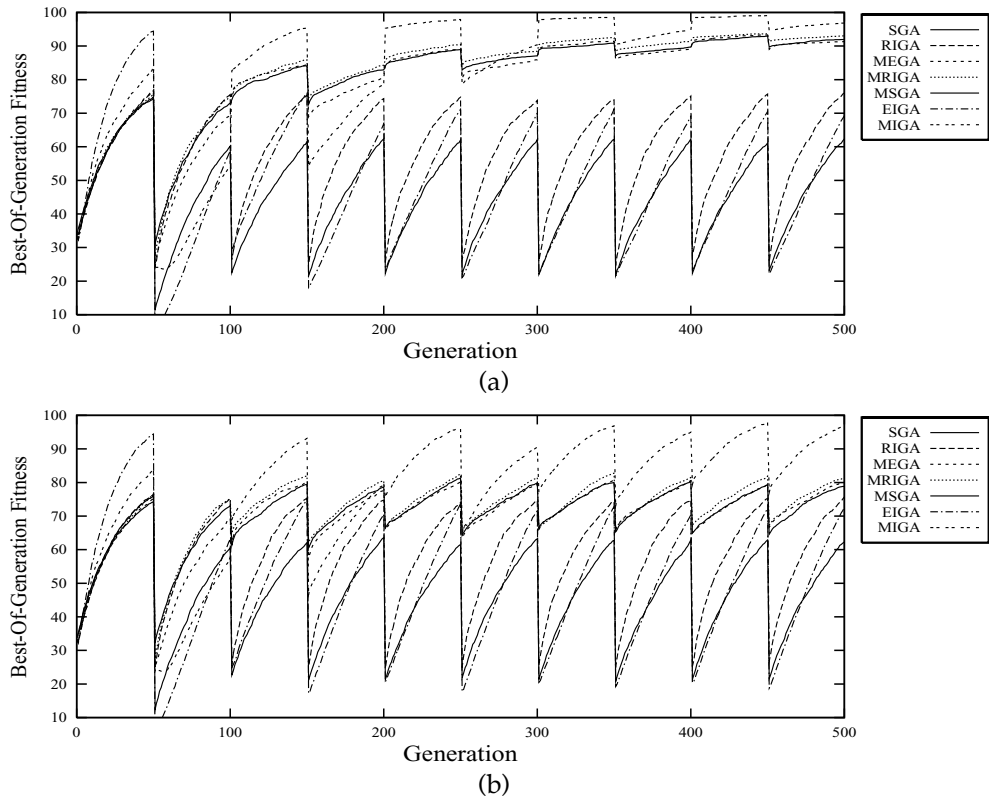 100
90
80
70
60
50
40
30
20
10
Best-Of-Generation Fitness
0
100
200
300
400
500
Generation
SGA
RIGA
MEGA
MRIGA
MSGA
EIGA
MIGA
(a)
100
90
80
70
60
50
40
30
20
10
Best-Of-Generation Fitness
0
100
200
300
400
500
Generation
SGA
RIGA
MEGA
MRIGA
MSGA
EIGA
MIGA
(b)